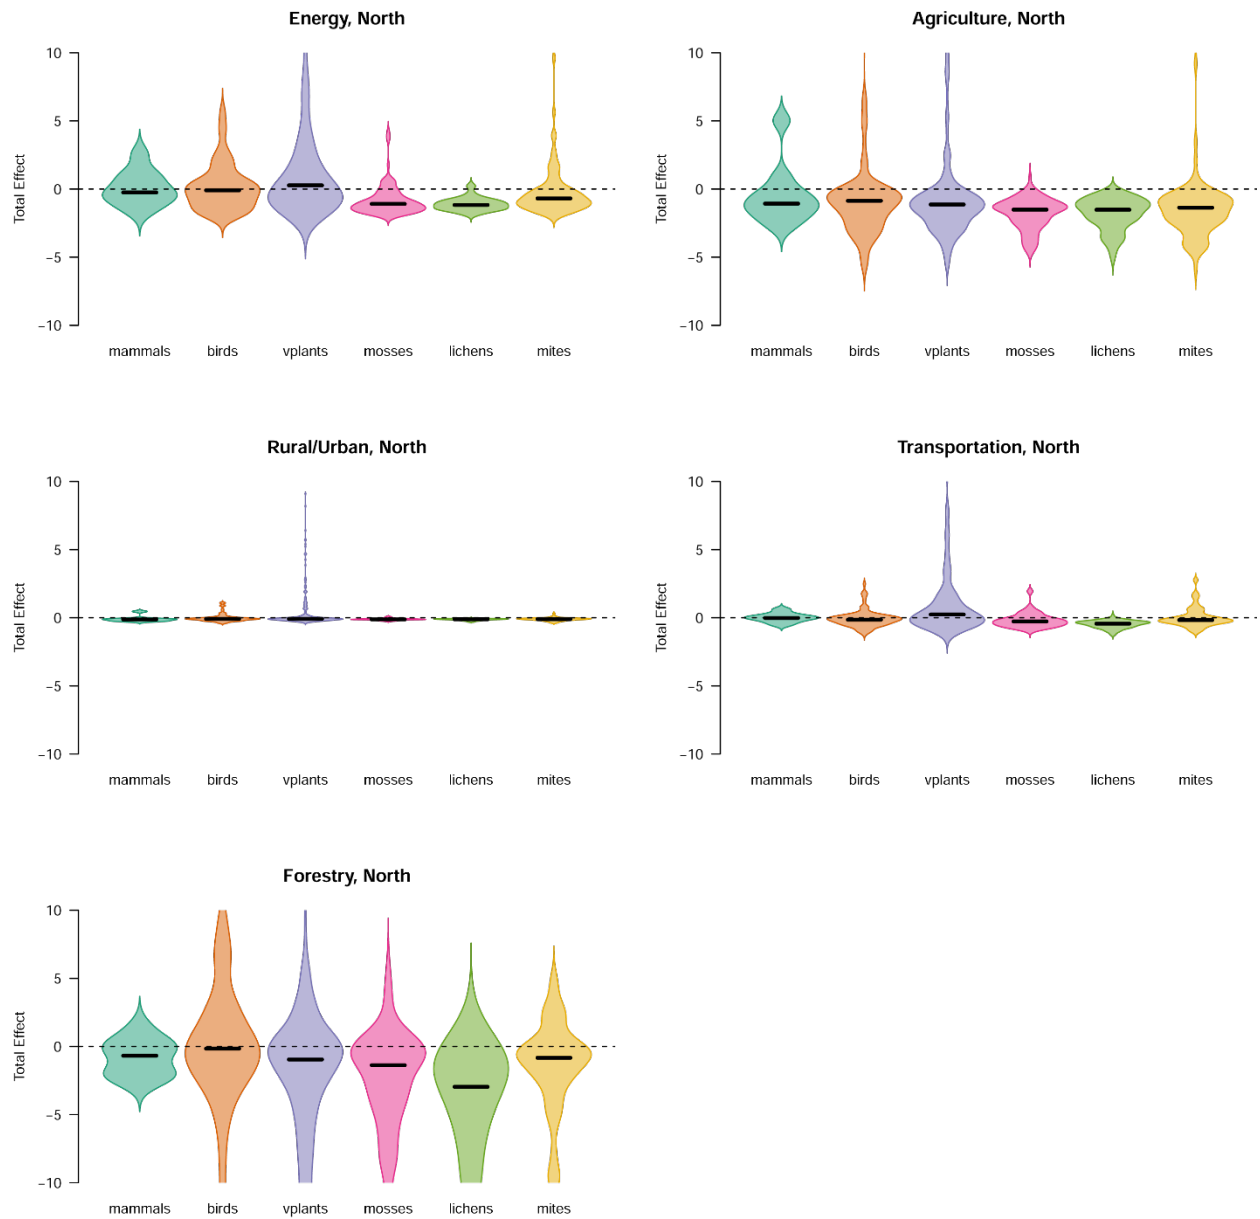 Energy, North
Total Effect
10
5
0
−5
−10
mammals birds vplants mosses lichens mites
Agriculture, North
Total Effect
10
5
0
−5
−10
mammals birds vplants mosses lichens mites
Rural/Urban, North
Total Effect
10
5
0
−5
−10
mammals birds vplants mosses lichens mites
Transportation, North
Total Effect
10
5
0
−5
−10
mammals birds vplants mosses lichens mites
Forestry, North
Total Effect
10
5
0
−5
−10
mammals birds vplants mosses lichens mites